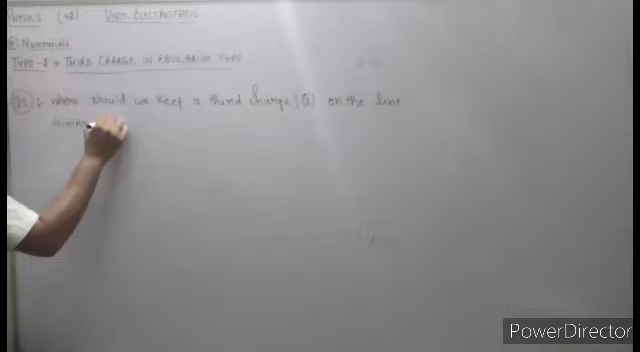 PHYSICS (12) UNIT: ELECTROSTATIC
Numericals
TYPE-2 → THIRD CHARGE IN EQUILIBRIUM TYPE
Q1: where should we keep a third charge (Q) on the line
joining
PowerDirector